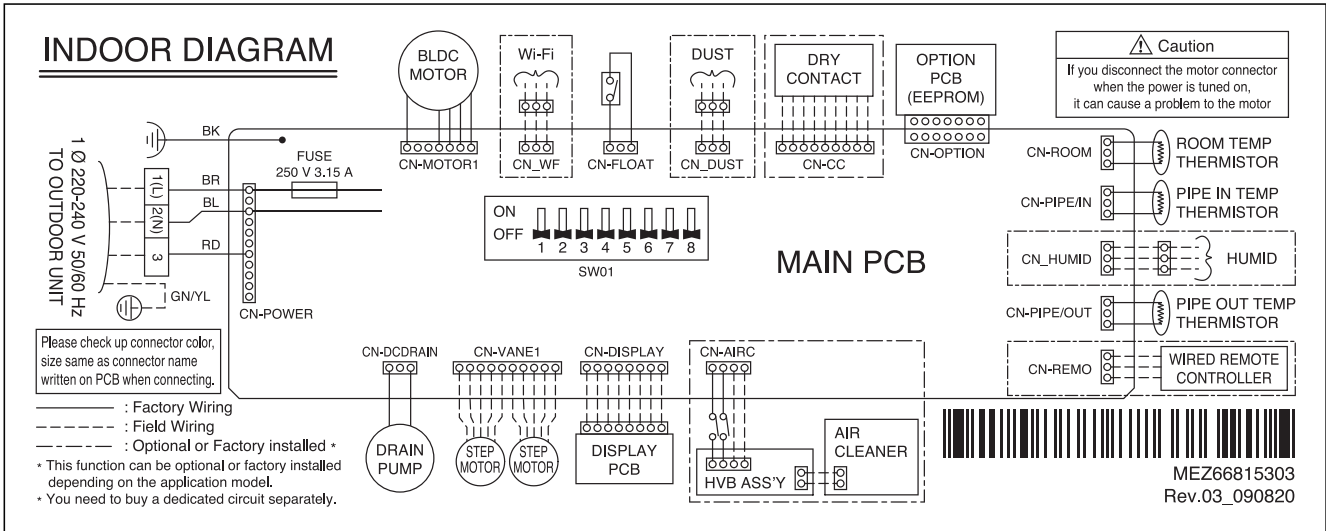 INDOOR DIAGRAM
BLDC
MOTOR
CN-MOTOR1
Wi-Fi
CN_WF
CN-FLOAT
DUST
CN_DUST
DRY
CONTACT
CN-CC
OPTION
PCB
(EEPROM)
CN-OPTION
Caution
If you disconnect the motor connector
when the power is tuned on,
it can cause a problem to the motor
1 Ø 220-240 V 50/60 Hz
TO OUTDOOR UNIT
BK
1(L)
BR
2(N)
BL
3
RD
GN/YL
FUSE
250 V 3.15 A
CN-POWER
ON
OFF
1 2 3 4 5 6 7 8
SW01
MAIN PCB
CN-ROOM
ROOM TEMP
THERMISTOR
CN-PIPE/IN
PIPE IN TEMP
THERMISTOR
CN_HUMID
HUMID
CN-PIPE/OUT
PIPE OUT TEMP
THERMISTOR
CN-REMO
WIRED REMOTE
CONTROLLER
Please check up connector color,
size same as connector name
written on PCB when connecting.
: Factory Wiring
: Field Wiring
: Optional or Factory installed *
* This function can be optional or factory installed
depending on the application model.
* You need to buy a dedicated circuit separately.
CN-DCDRAIN
DRAIN
PUMP
CN-VANE1
STEP
MOTOR
STEP
MOTOR
CN-DISPLAY
DISPLAY
PCB
CN-AIRC
HVB ASS'Y
AIR
CLEANER
MEZ66815303
Rev.03_090820